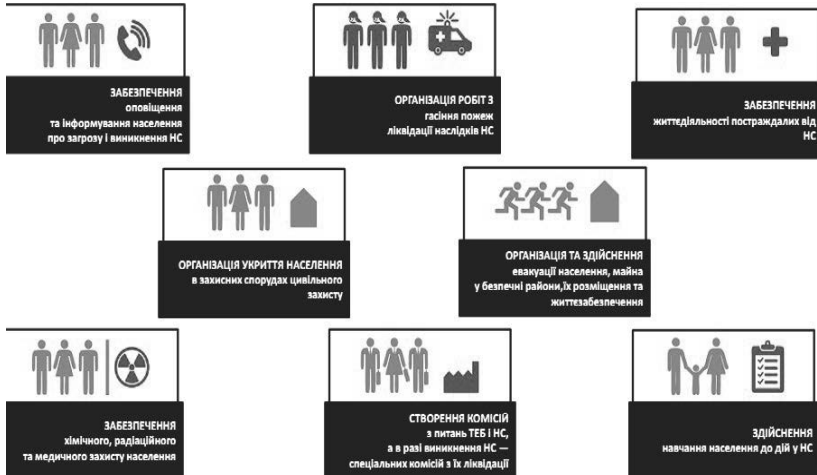 ЗАБЕЗПЕЧЕННЯ
оповіщення
та інформування населення
про загрозу і виникнення НС
ОРГАНІЗАЦІЯ РОБІТ З
гасіння пожеж
ліквідації наслідків НС
ЗАБЕЗПЕЧЕННЯ
життєдіяльності постраждалих від
НС
ОРГАНІЗАЦІЯ УКРИТТЯ НАСЕЛЕННЯ
в захисних спорудах цивільного
захисту
ОРГАНІЗАЦІЯ ТА ЗДІЙСНЕННЯ
евакуації населення, майна
у безпечні райони,їх розміщення та
життєзабезпечення
ЗАБЕЗПЕЧЕННЯ
хімічного, радіаційного
та медичного захисту населення
СТВОРЕННЯ КОМІСІЙ
з питань ТЕБ і НС,
а в разі виникнення НС —
спеціальних комісій з їх ліквідації
ЗДІЙСНЕННЯ
навчання населення до дій у НС